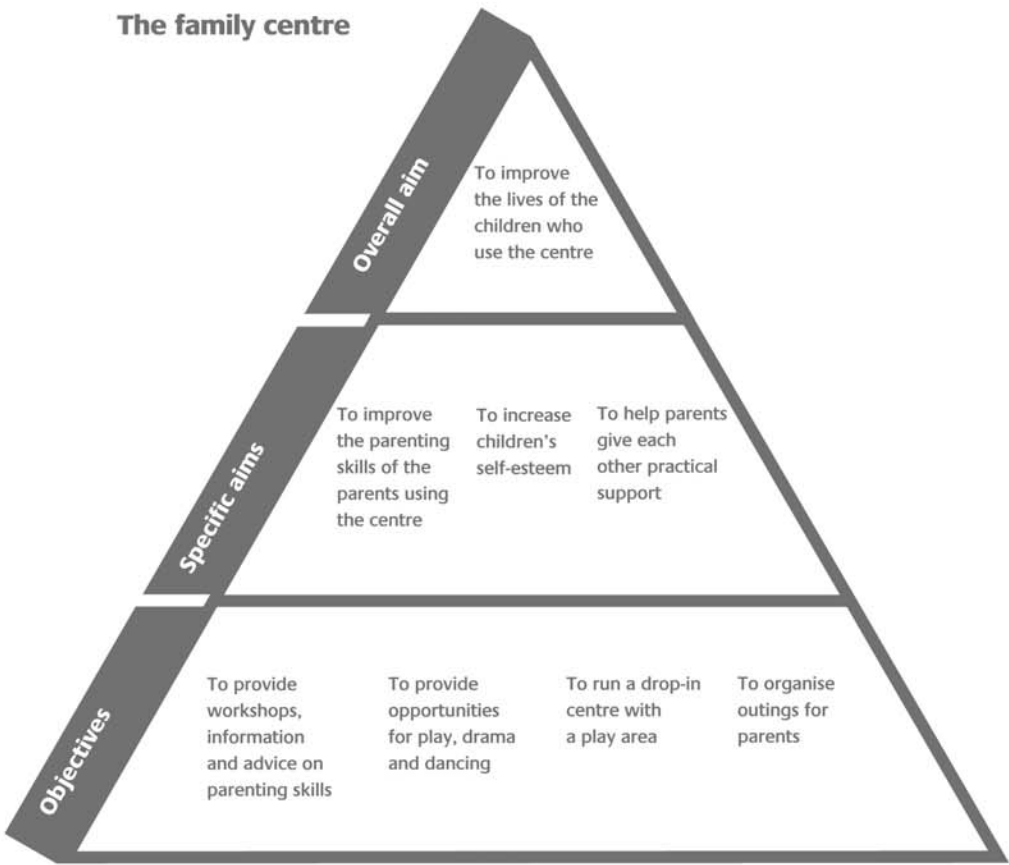 The family centre
Overall aim
To improve
the lives of the
children who
use the centre
Specific aims
To improve
the parenting
skills of the
parents using
the centre
To increase
children's
self-esteem
To help parents
give each
other practical
support
Objectives
To provide
workshops,
information
and advice on
parenting skills
To provide
opportunities
for play, drama
and dancing
To run a drop-in
centre with
a play area
To organise
outings for
parents